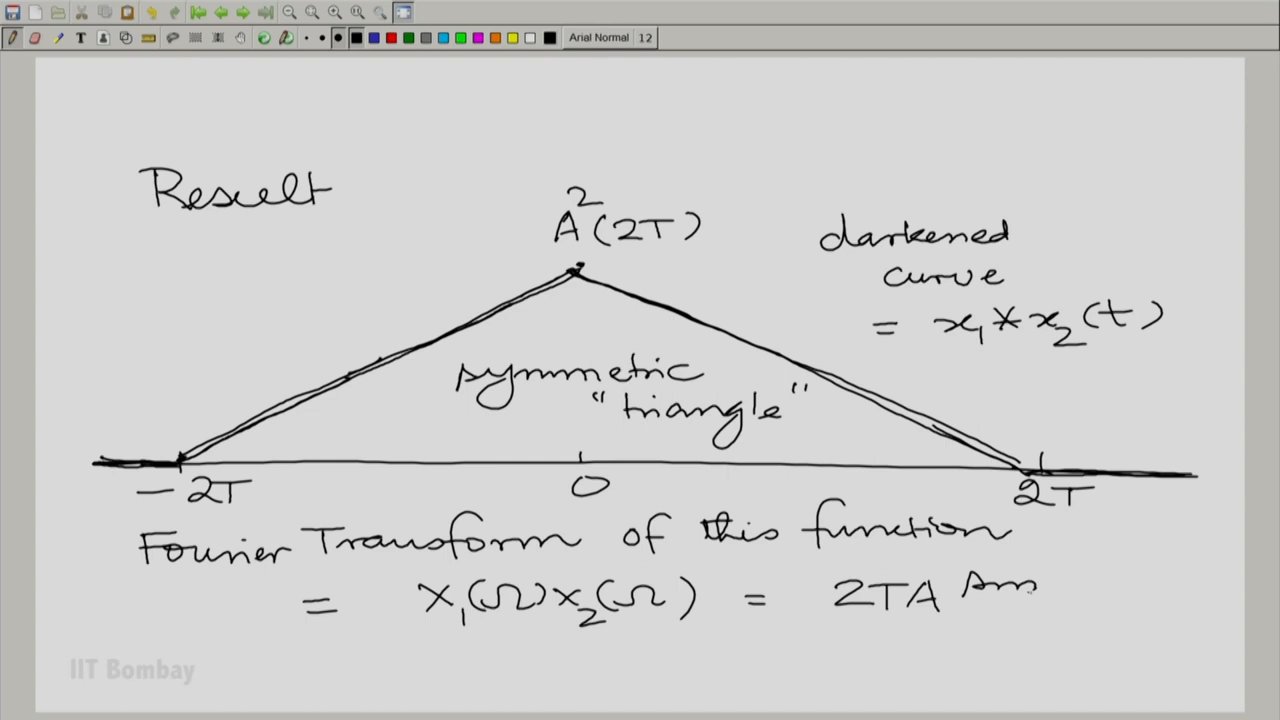 Arial Normal 12
Result
A²(2T)
darkened
curve
= x₁*x₂(t)
symmetric
"triangle"
-2T 0 2T
Fourier Transform of this function
= X₁(Ω)X₂(Ω) = 2TA
IIT Bombay